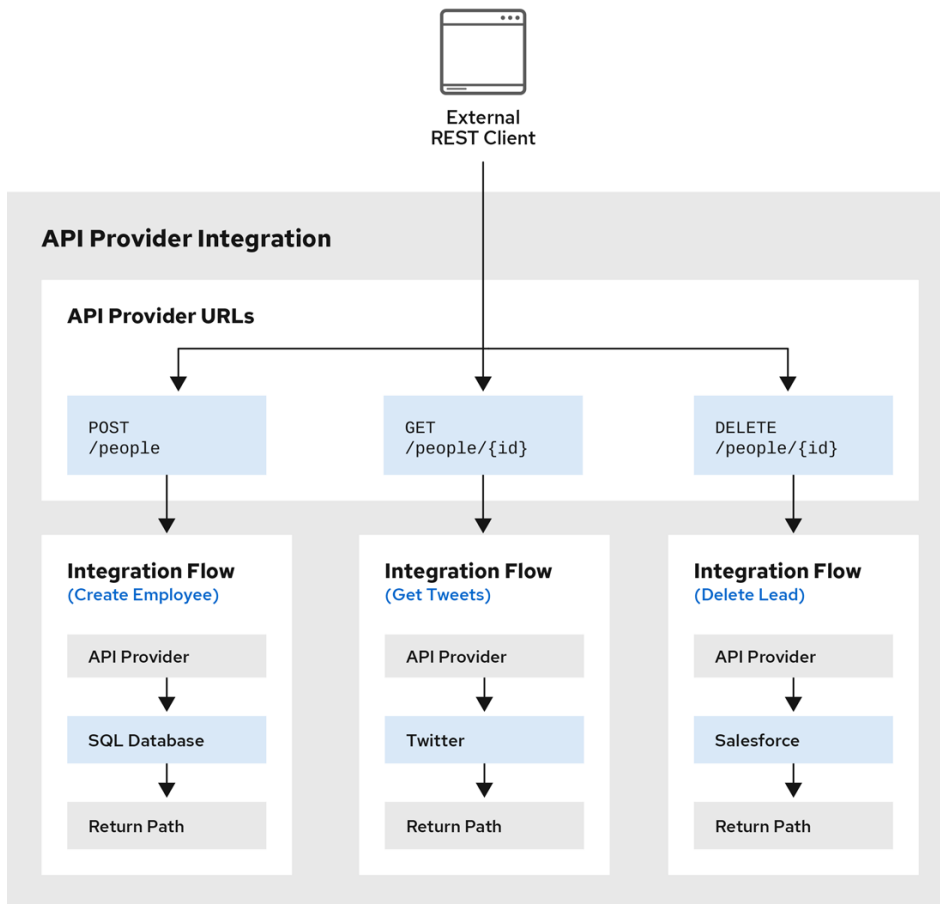 External
REST Client
API Provider Integration
API Provider URLs
POST
/people
GET
/people/{id}
DELETE
/people/{id}
Integration Flow
(Create Employee)
API Provider
SQL Database
Return Path
Integration Flow
(Get Tweets)
API Provider
Twitter
Return Path
Integration Flow
(Delete Lead)
API Provider
Salesforce
Return Path